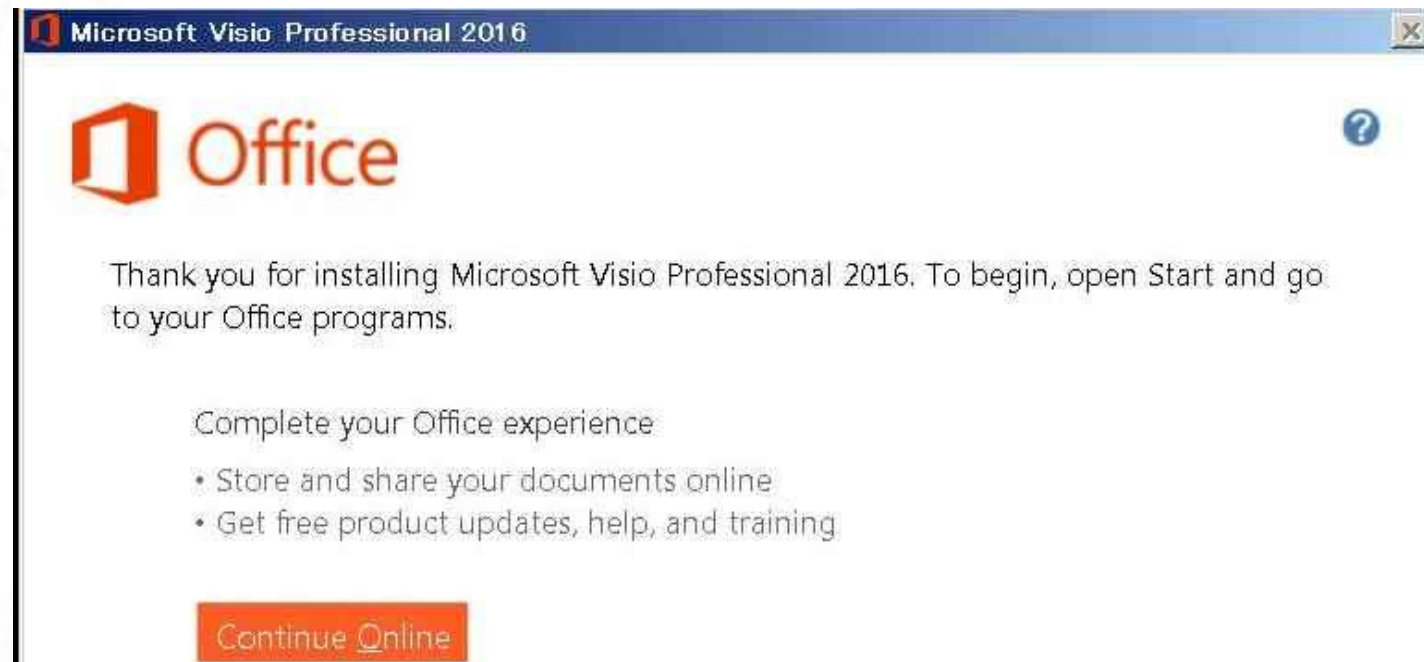 Microsoft Visio Professional 2016
Office
?
Thank you for installing Microsoft Visio Professional 2016. To begin, open Start and go
to your Office programs.
Complete your Office experience
• Store and share your documents online
• Get free product updates, help, and training
Continue Online